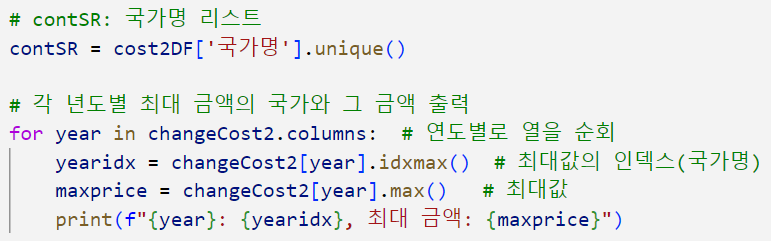 # contSR: 국가명 리스트
contSR = cost2DF['국가명'].unique()
# 각 년도별 최대 금액의 국가와 그 금액 출력
for year in changeCost2.columns:  # 연도별로 열을 순회
    yearidx = changeCost2[year].idxmax()  # 최대값의 인덱스(국가명)
    maxprice = changeCost2[year].max()   # 최대값
    print(f"{year}: {yearidx}, 최대 금액: {maxprice}")